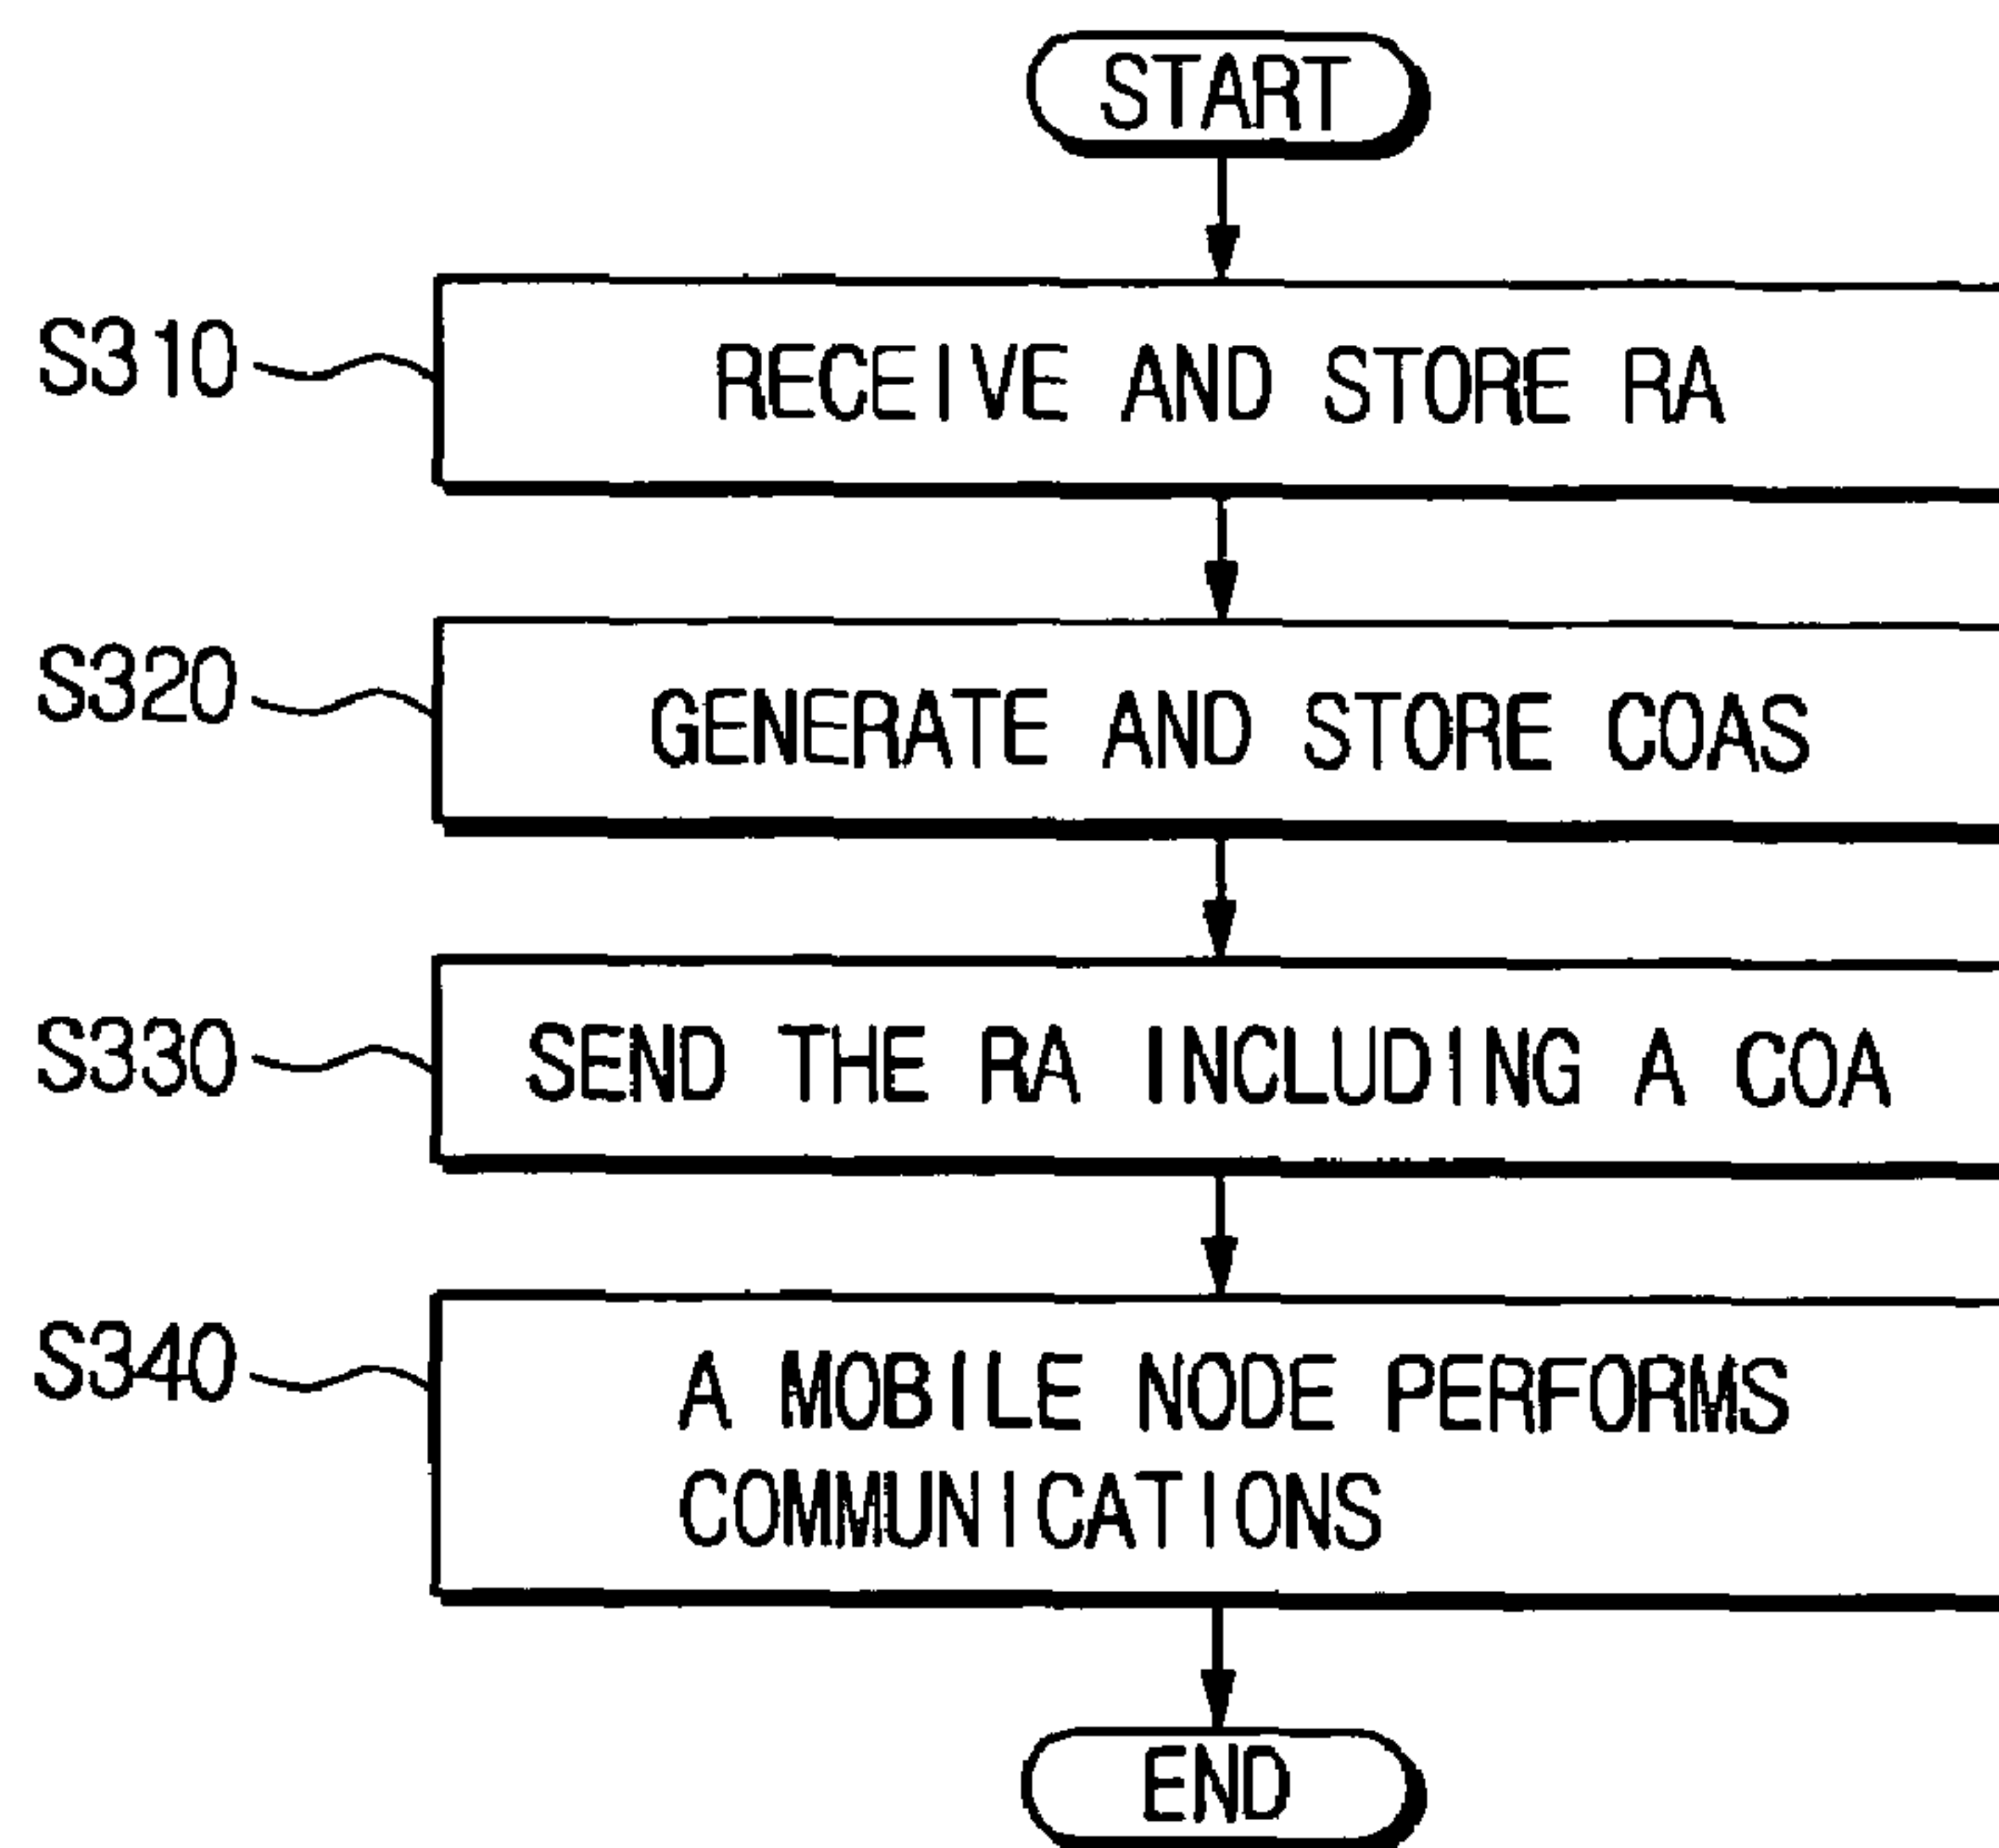 START
S310
RECEIVE AND STORE RA
S320
GENERATE AND STORE COAS
S330
SEND THE RA INCLUDING A COA
S340
A MOBILE NODE PERFORMS
COMMUNICATIONS
END